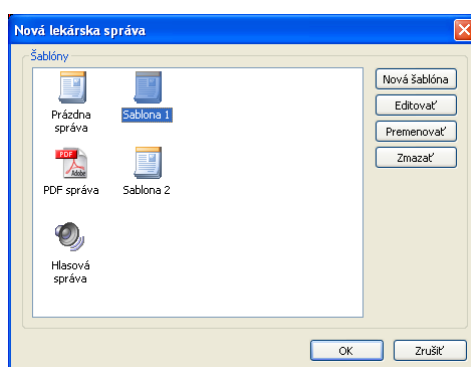 Nová lekárska správa
Šablóny
Prázdna
správa
Sablona 1
PDF
Adobe
PDF správa
Sablona 2
Hlasová
správa
Nová šablóna
Editovať
Premenovať
Zmazať
OK
Zrušiť